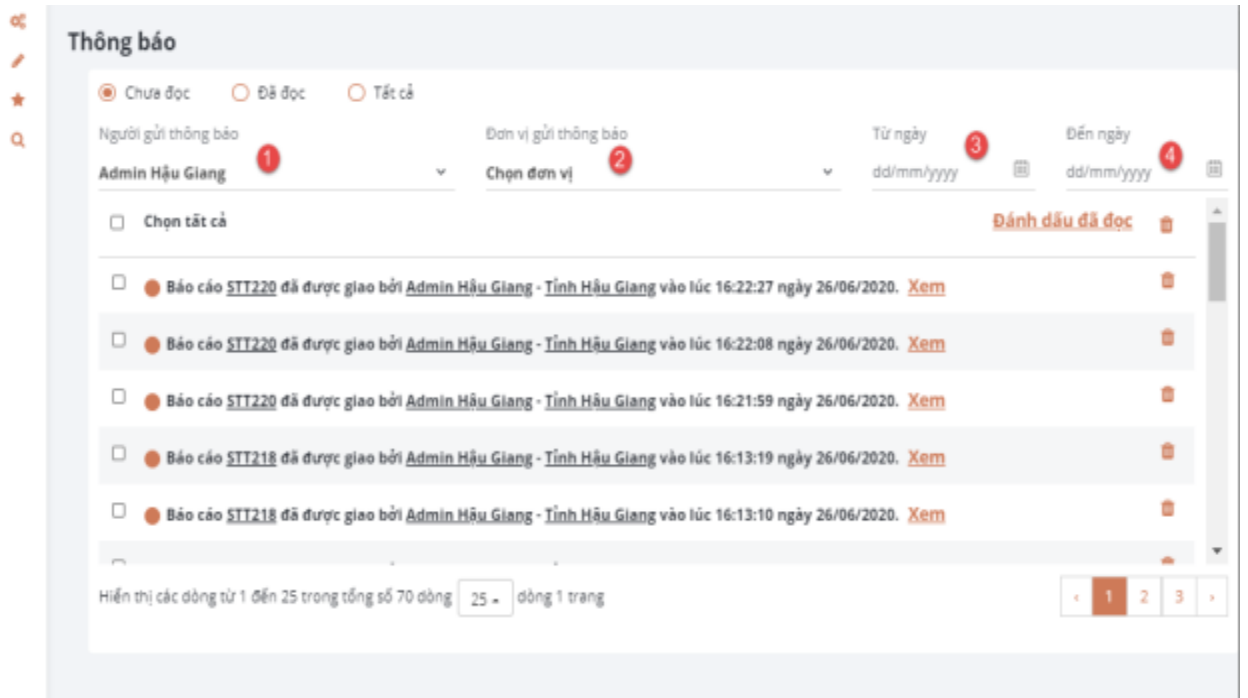 Thông báo
Chưa đọc Đã đọc Tất cả
Người gửi thông báo Đơn vị gửi thông báo Từ ngày Đến ngày
1 2 3 4
Admin Hậu Giang Chọn đơn vị dd/mm/yyyy dd/mm/yyyy
Chọn tất cả Đánh dấu đã đọc
Báo cáo STT220 đã được giao bởi Admin Hậu Giang - Tỉnh Hậu Giang vào lúc 16:22:27 ngày 26/06/2020. Xem
Báo cáo STT220 đã được giao bởi Admin Hậu Giang - Tỉnh Hậu Giang vào lúc 16:22:08 ngày 26/06/2020. Xem
Báo cáo STT220 đã được giao bởi Admin Hậu Giang - Tỉnh Hậu Giang vào lúc 16:21:59 ngày 26/06/2020. Xem
Báo cáo STT218 đã được giao bởi Admin Hậu Giang - Tỉnh Hậu Giang vào lúc 16:13:19 ngày 26/06/2020. Xem
Báo cáo STT218 đã được giao bởi Admin Hậu Giang - Tỉnh Hậu Giang vào lúc 16:13:10 ngày 26/06/2020. Xem
Hiển thị các dòng từ 1 đến 25 trong tổng số 70 dòng 25 dòng 1 trang ‹ 1 2 3 ›